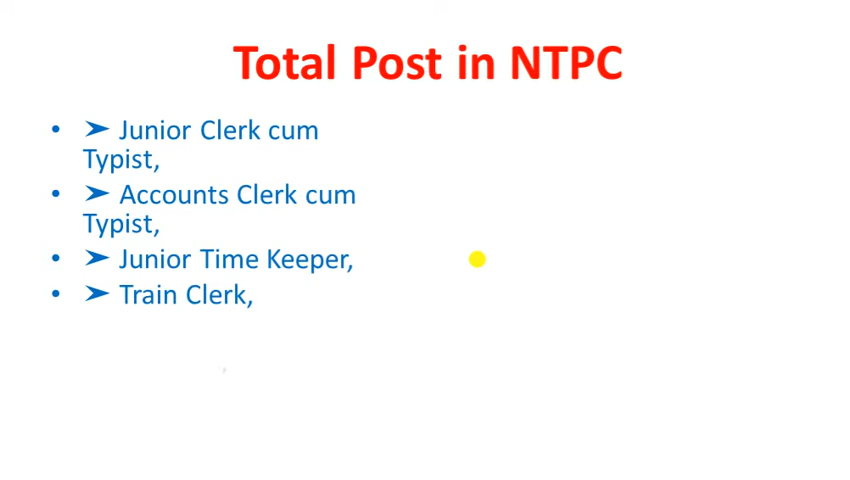 Total Post in NTPC
• ➤ Junior Clerk cum
Typist,
• ➤ Accounts Clerk cum
Typist,
• ➤ Junior Time Keeper,
• ➤ Train Clerk,